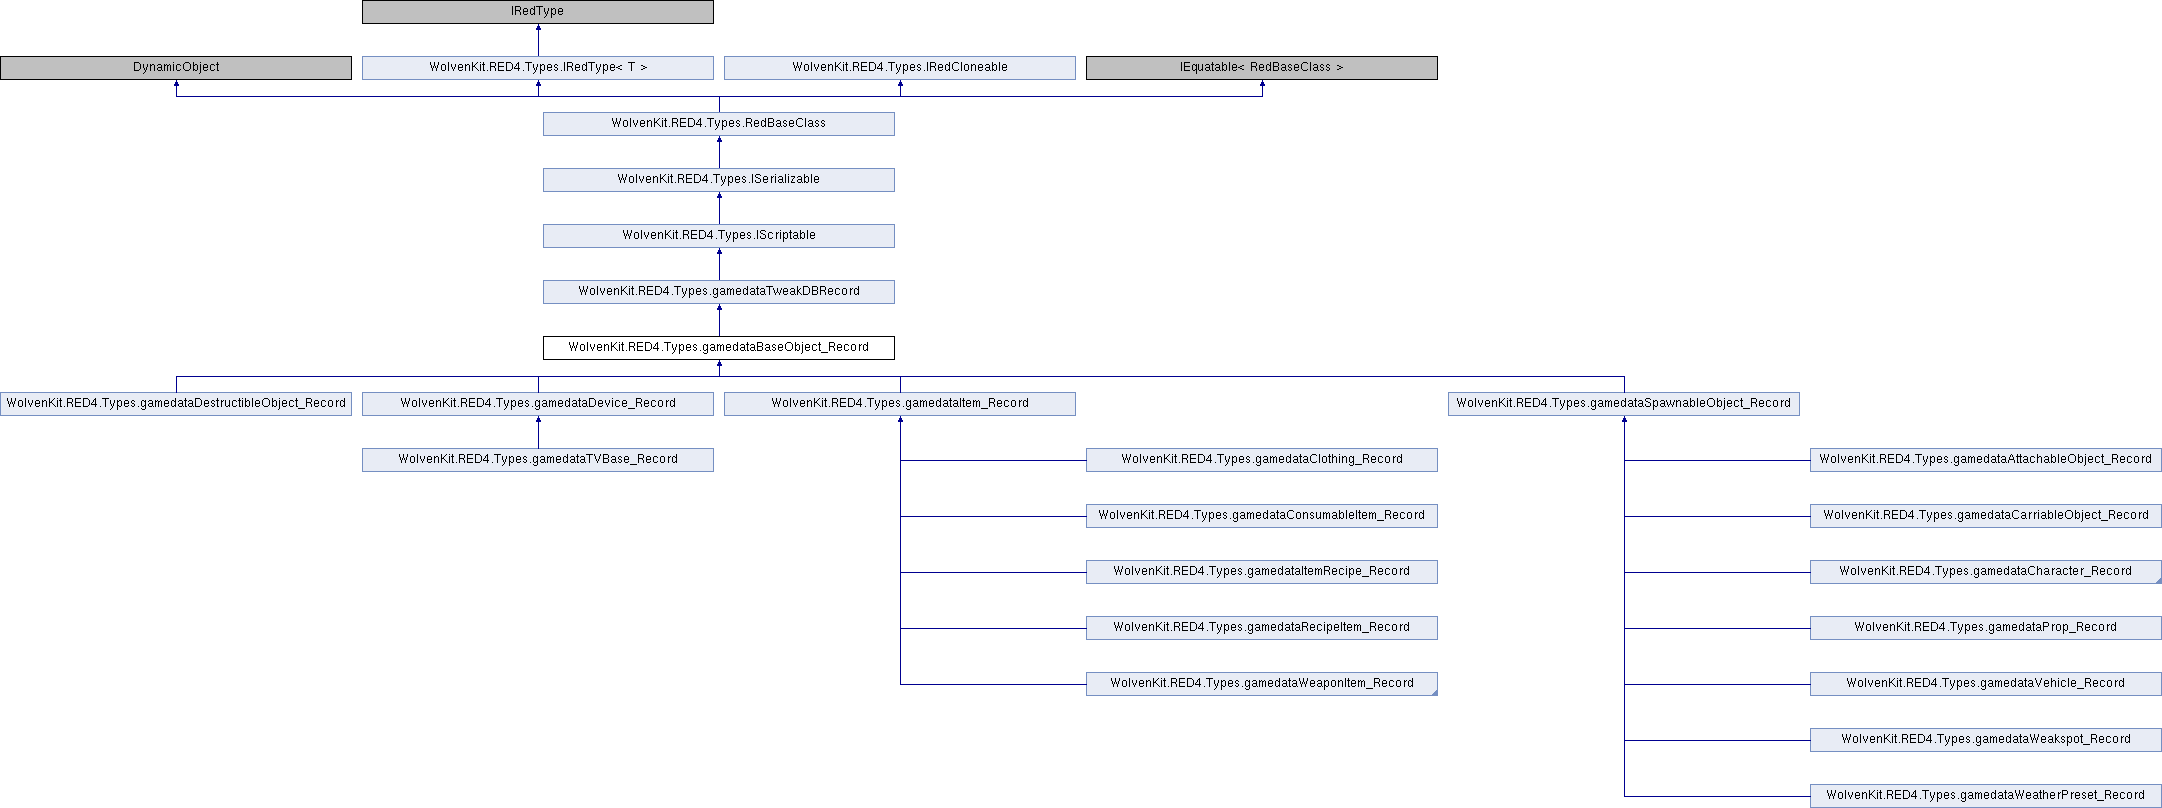 IRedType
DynamicObject
WolvenKit.RED4.Types.IRedType< T >
WolvenKit.RED4.Types.IRedCloneable
IEquatable< RedBaseClass >
WolvenKit.RED4.Types.RedBaseClass
WolvenKit.RED4.Types.ISerializable
WolvenKit.RED4.Types.IScriptable
WolvenKit.RED4.Types.gamedataTweakDBRecord
WolvenKit.RED4.Types.gamedataBaseObject_Record
WolvenKit.RED4.Types.gamedataDestructibleObject_Record
WolvenKit.RED4.Types.gamedataDevice_Record
WolvenKit.RED4.Types.gamedataItem_Record
WolvenKit.RED4.Types.gamedataSpawnableObject_Record
WolvenKit.RED4.Types.gamedataTVBase_Record
WolvenKit.RED4.Types.gamedataClothing_Record
WolvenKit.RED4.Types.gamedataAttachableObject_Record
WolvenKit.RED4.Types.gamedataConsumableItem_Record
WolvenKit.RED4.Types.gamedataCarriableObject_Record
WolvenKit.RED4.Types.gamedataItemRecipe_Record
WolvenKit.RED4.Types.gamedataCharacter_Record
WolvenKit.RED4.Types.gamedataRecipeItem_Record
WolvenKit.RED4.Types.gamedataProp_Record
WolvenKit.RED4.Types.gamedataWeaponItem_Record
WolvenKit.RED4.Types.gamedataVehicle_Record
WolvenKit.RED4.Types.gamedataWeakspot_Record
WolvenKit.RED4.Types.gamedataWeatherPreset_Record